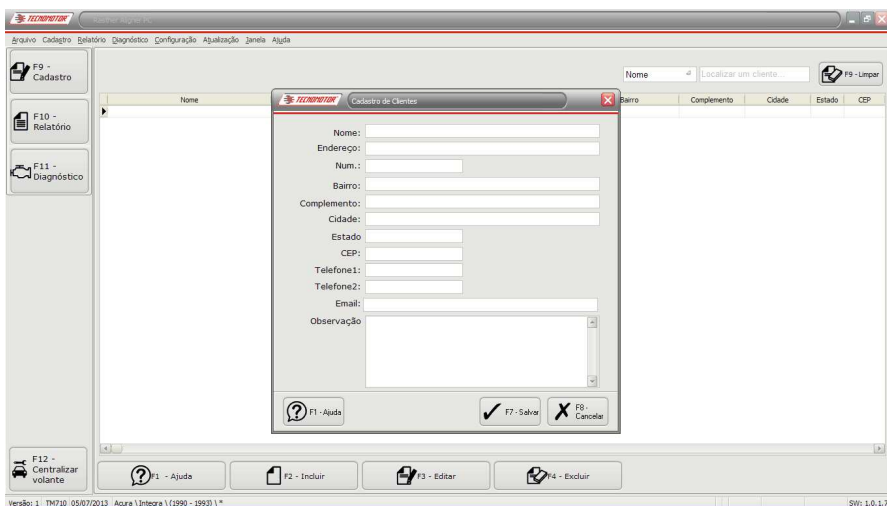 TECNOMOTOR
Rasther Aligner PC
Arquivo Cadastro Relatório Diagnóstico Configuração Atualização Janela Ajuda
F9 - Cadastro
F10 - Relatório
F11 - Diagnóstico
Nome
Localizar um cliente...
F9 - Limpar
Nome Bairro Complemento Cidade Estado CEP
TECNOMOTOR Cadastro de Clientes
Nome:
Endereço:
Num.:
Bairro:
Complemento:
Cidade:
Estado
CEP:
Telefone1:
Telefone2:
Email:
Observação
F1 - Ajuda
F7 - Salvar
F8 - Cancelar
F12 - Centralizar volante
F1 - Ajuda
F2 - Incluir
F3 - Editar
F4 - Excluir
Versão: 1 TM710 05/07/2013 Acura \ Integra \ (1990 - 1993) \ *
SW: 1.0.1.7